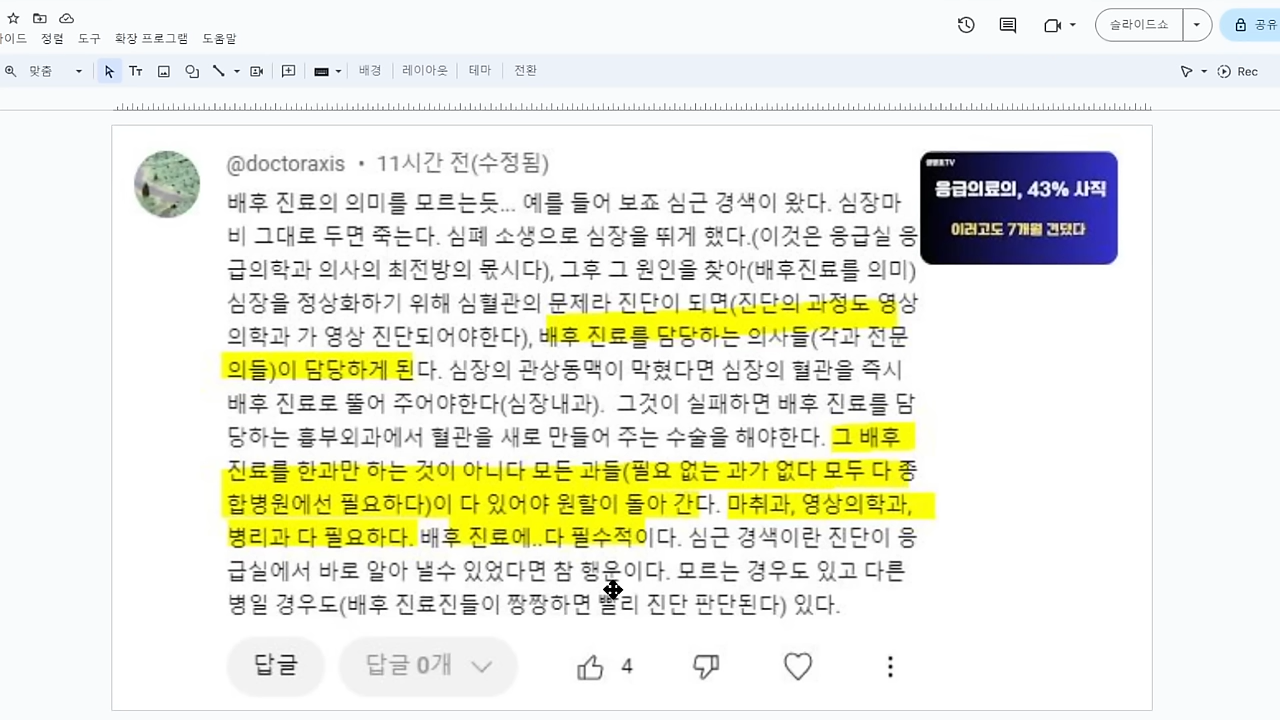 이드 정렬 도구 확장 프로그램 도움말
슬라이드쇼
공유
맞춤
배경 레이아웃 테마 전환
Rec
@doctoraxis • 11시간 전(수정됨)
배후 진료의 의미를 모르는듯... 예를 들어 보죠 심근 경색이 왔다. 심장마
비 그대로 두면 죽는다. 심폐 소생으로 심장을 뛰게 했다.(이것은 응급실 응
급의학과 의사의 최전방의 몫시다), 그후 그 원인을 찾아(배후진료를 의미)
심장을 정상화하기 위해 심혈관의 문제라 진단이 되면(진단의 과정도 영상
의학과 가 영상 진단되어야한다), 배후 진료를 담당하는 의사들(각과 전문
의들)이 담당하게 된다. 심장의 관상동맥이 막혔다면 심장의 혈관을 즉시
배후 진료로 뚤어 주어야한다(심장내과). 그것이 실패하면 배후 진료를 담
당하는 흉부외과에서 혈관을 새로 만들어 주는 수술을 해야한다. 그 배후
진료를 한과만 하는 것이 아니다 모든 과들(필요 없는 과가 없다 모두 다 종
합병원에선 필요하다)이 다 있어야 원할이 돌아 간다. 마취과, 영상의학과,
병리과 다 필요하다. 배후 진료에..다 필수적이다. 심근 경색이란 진단이 응
급실에서 바로 알아 낼수 있었다면 참 행운이다. 모르는 경우도 있고 다른
병일 경우도(배후 진료진들이 짱짱하면 빨리 진단 판단된다) 있다.
응급의료의, 43% 사직
이러고도 7개월 견뎠다
답글
답글 0개
4